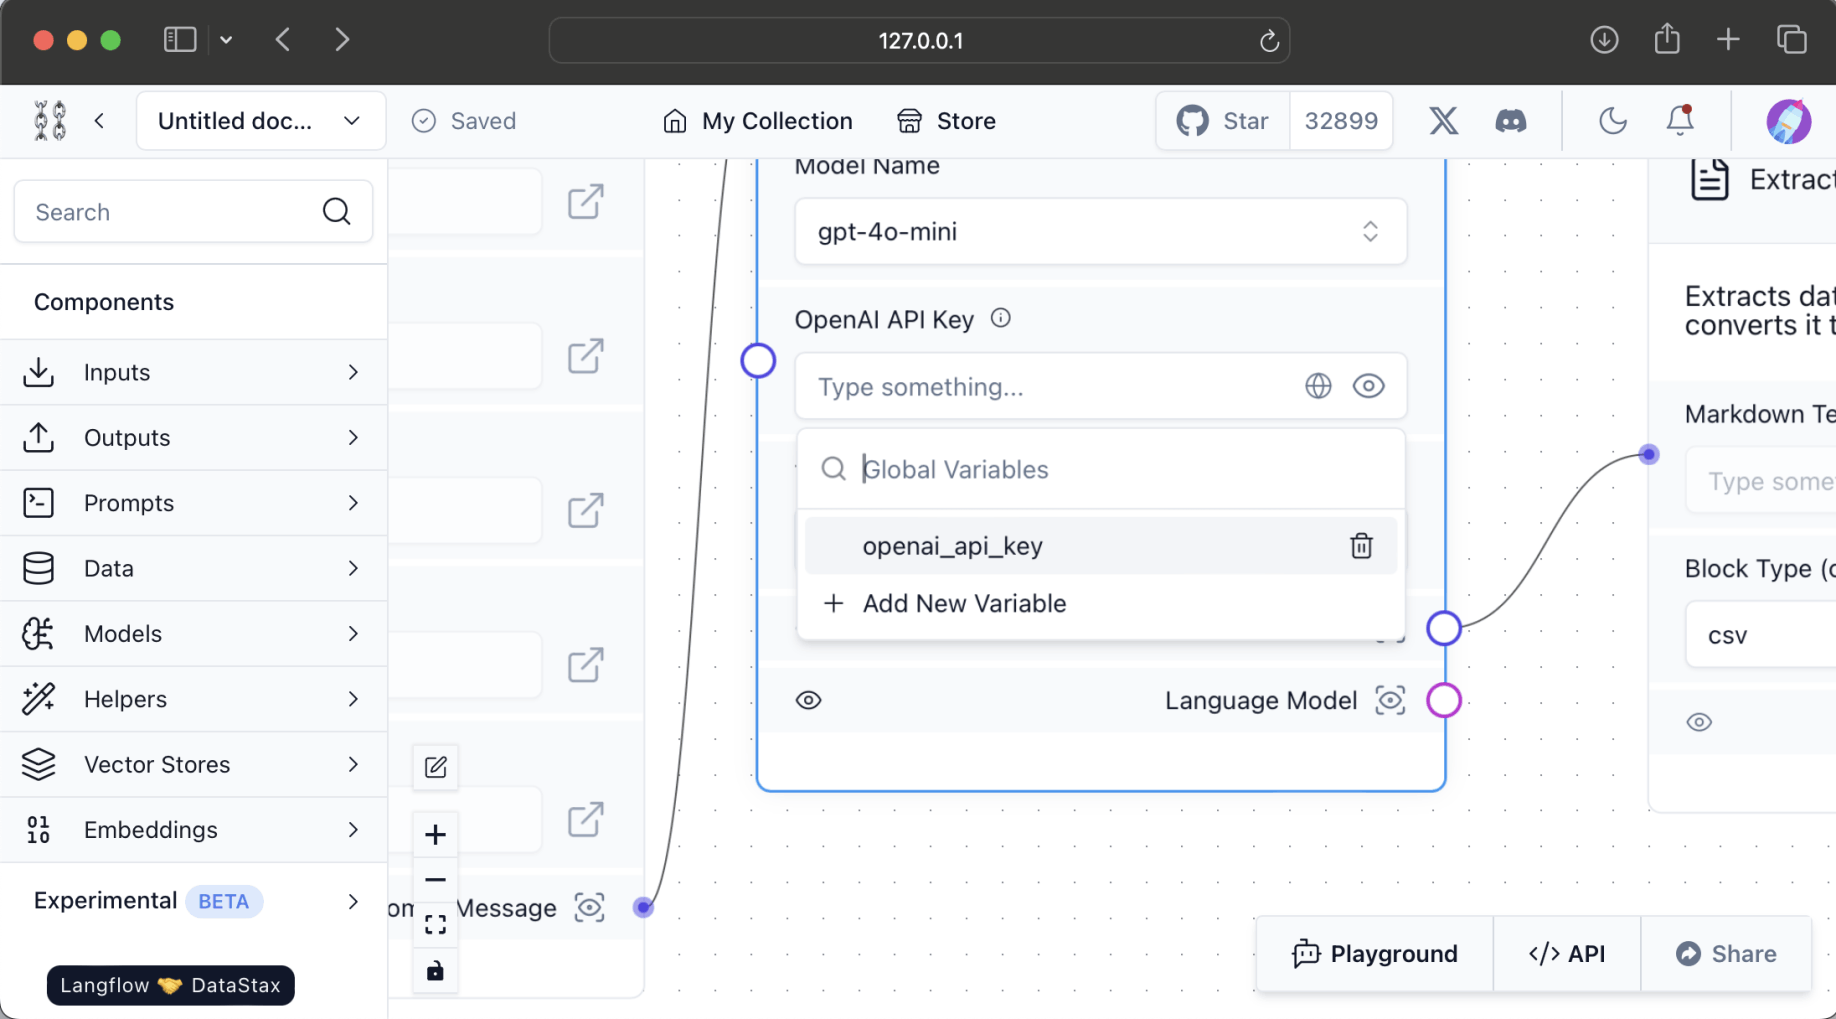 127.0.0.1
Untitled doc...
Saved
My Collection
Store
Star
32899
Search
Components
Inputs
Outputs
Prompts
Data
Models
Helpers
Vector Stores
Embeddings
Experimental BETA
Langflow 🤝 DataStax
Message
Model Name
gpt-4o-mini
OpenAI API Key
Type something...
Global Variables
openai_api_key
Add New Variable
Language Model
Extract
Extracts dat
converts it t
Markdown Te
Type some
Block Type (
csv
Playground
</> API
Share